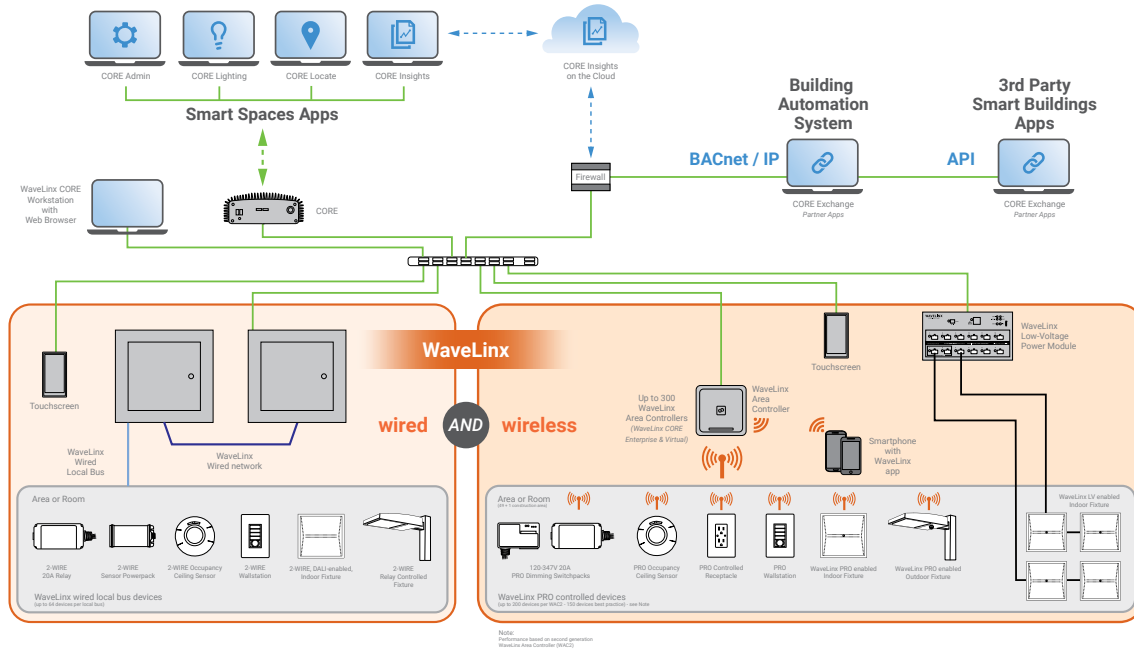 CORE Admin
CORE Lighting
CORE Locate
CORE Insights
Smart Spaces Apps
CORE Insights
on the Cloud
Building
Automation
System
3rd Party
Smart Buildings
Apps
BACnet / IP
API
Firewall
CORE Exchange
Partner Apps
CORE Exchange
Partner Apps
WaveLinx CORE
Workstation
with
Web Browser
CORE
WaveLinx
wired
AND
wireless
Touchscreen
WaveLinx
Wired
Local Bus
WaveLinx
Wired network
Up to 300
WaveLinx
Area Controllers
(WaveLinx CORE
Enterprise & Virtual)
WaveLinx
Area
Controller
Touchscreen
Smartphone
with
WaveLinx
app
WaveLinx
Low-Voltage
Power Module
Area or Room
2-WIRE
20A Relay
2-WIRE
Sensor Powerpack
2-WIRE Occupancy
Ceiling Sensor
2-WIRE
Wallstation
2-WIRE, DALI-enabled,
Indoor Fixture
2-WIRE
Relay Controlled
Fixture
WaveLinx wired local bus devices
(up to 64 devices per local bus)
Area or Room
120-347V 20A
PRO Dimming Switchpacks
PRO Occupancy
Ceiling Sensor
PRO Controlled
Receptacle
PRO
Wallstation
WaveLinx PRO enabled
Indoor Fixture
WaveLinx PRO enabled
Outdoor Fixture
WaveLinx LV enabled
Indoor Fixture
WaveLinx PRO controlled devices
(up to 300 devices per WAC2 - 150 devices best practice) - see Note
Note:
Performance based on second generation
WaveLinx Area Controller (WAC2)